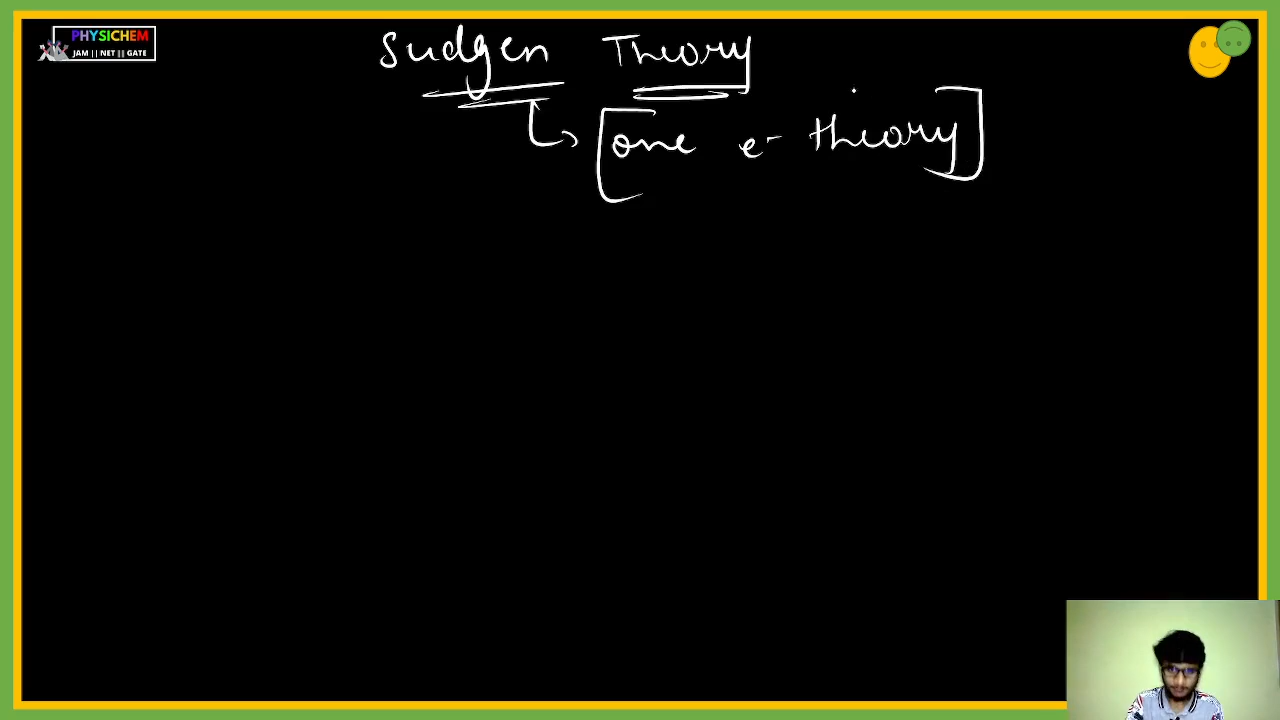 PHYSICHEM
JAM || NET || GATE
Sudgen Theory
[one e- theory]